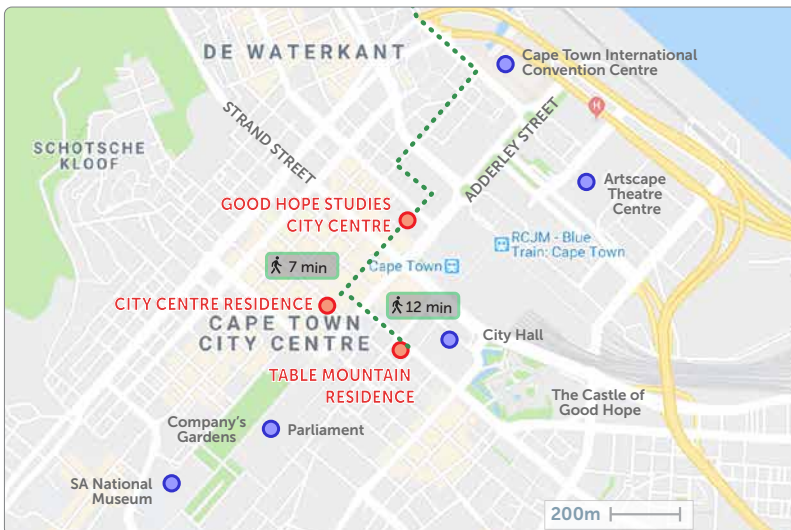 DE WATERKANT
Cape Town International
Convention Centre
STRAND STREET
ADDERLEY STREET
H
SCHOTSCHE
KLOOF
Artscape
Theatre
Centre
GOOD HOPE STUDIES
CITY CENTRE
RCJM - Blue
Train: Cape Town
7 min
Cape Town
CITY CENTRE RESIDENCE
12 min
CAPE TOWN
CITY CENTRE
City Hall
TABLE MOUNTAIN
RESIDENCE
The Castle of
Good Hope
Company's
Gardens
Parliament
SA National
Museum
200m